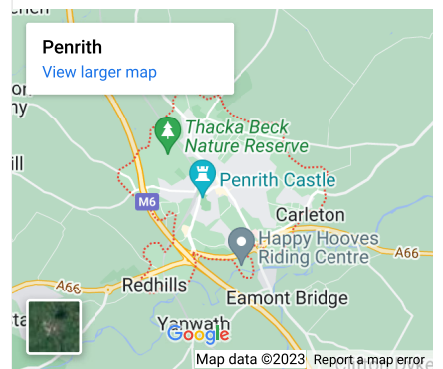 Penrith
View larger map
Thacka Beck
Nature Reserve
Penrith Castle
M6
Carleton
Happy Hooves
Riding Centre
A66
A66
Redhills
Eamont Bridge
Yanwath
Google
Map data ©2023
Report a map error